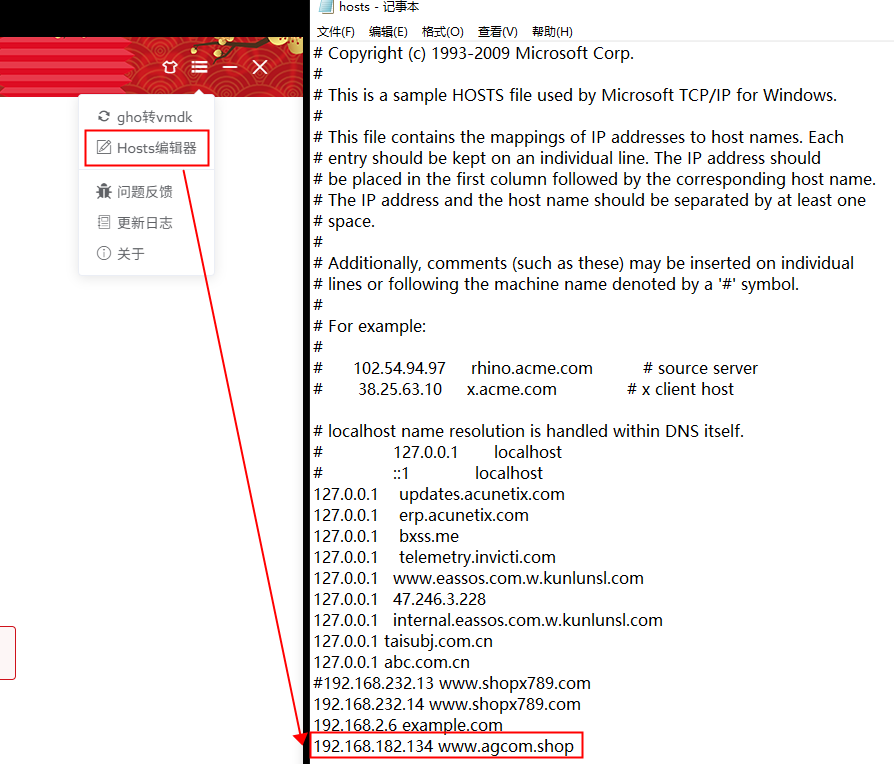 gho转vmdk
Hosts编辑器
问题反馈
更新日志
关于
hosts - 记事本
文件(F) 编辑(E) 格式(O) 查看(V) 帮助(H)
# Copyright (c) 1993-2009 Microsoft Corp.
#
# This is a sample HOSTS file used by Microsoft TCP/IP for Windows.
#
# This file contains the mappings of IP addresses to host names. Each
# entry should be kept on an individual line. The IP address should
# be placed in the first column followed by the corresponding host name.
# The IP address and the host name should be separated by at least one
# space.
#
# Additionally, comments (such as these) may be inserted on individual
# lines or following the machine name denoted by a '#' symbol.
#
# For example:
#
#      102.54.94.97     rhino.acme.com          # source server
#       38.25.63.10     x.acme.com              # x client host

# localhost name resolution is handled within DNS itself.
#	127.0.0.1       localhost
#	::1             localhost
127.0.0.1    updates.acunetix.com
127.0.0.1    erp.acunetix.com
127.0.0.1    bxss.me
127.0.0.1    telemetry.invicti.com
127.0.0.1   www.eassos.com.w.kunlunsl.com
127.0.0.1   47.246.3.228
127.0.0.1   internal.eassos.com.w.kunlunsl.com
127.0.0.1 taisubj.com.cn
127.0.0.1 abc.com.cn
#192.168.232.13 www.shopx789.com
192.168.232.14 www.shopx789.com
192.168.2.6 example.com
192.168.182.134 www.agcom.shop